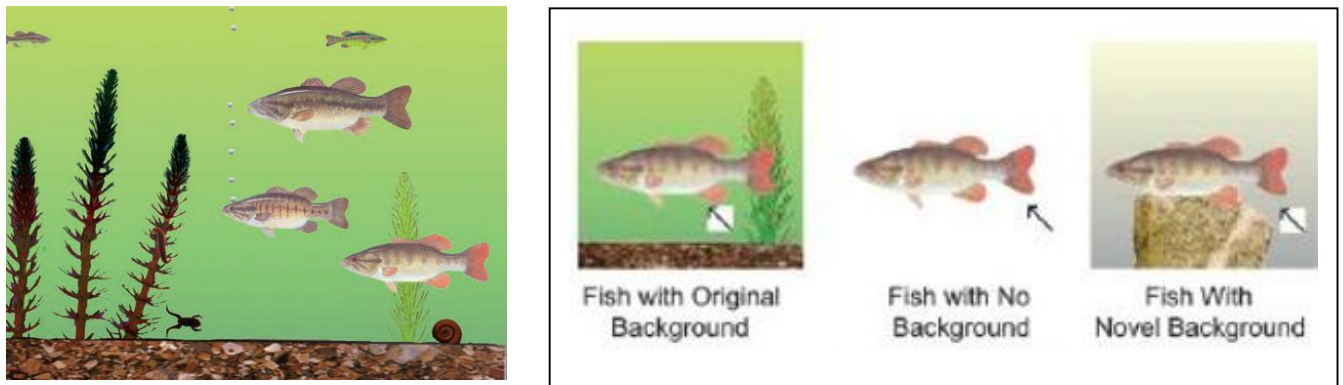 Fish with Original
Background
Fish with No
Background
Fish With
Novel Background